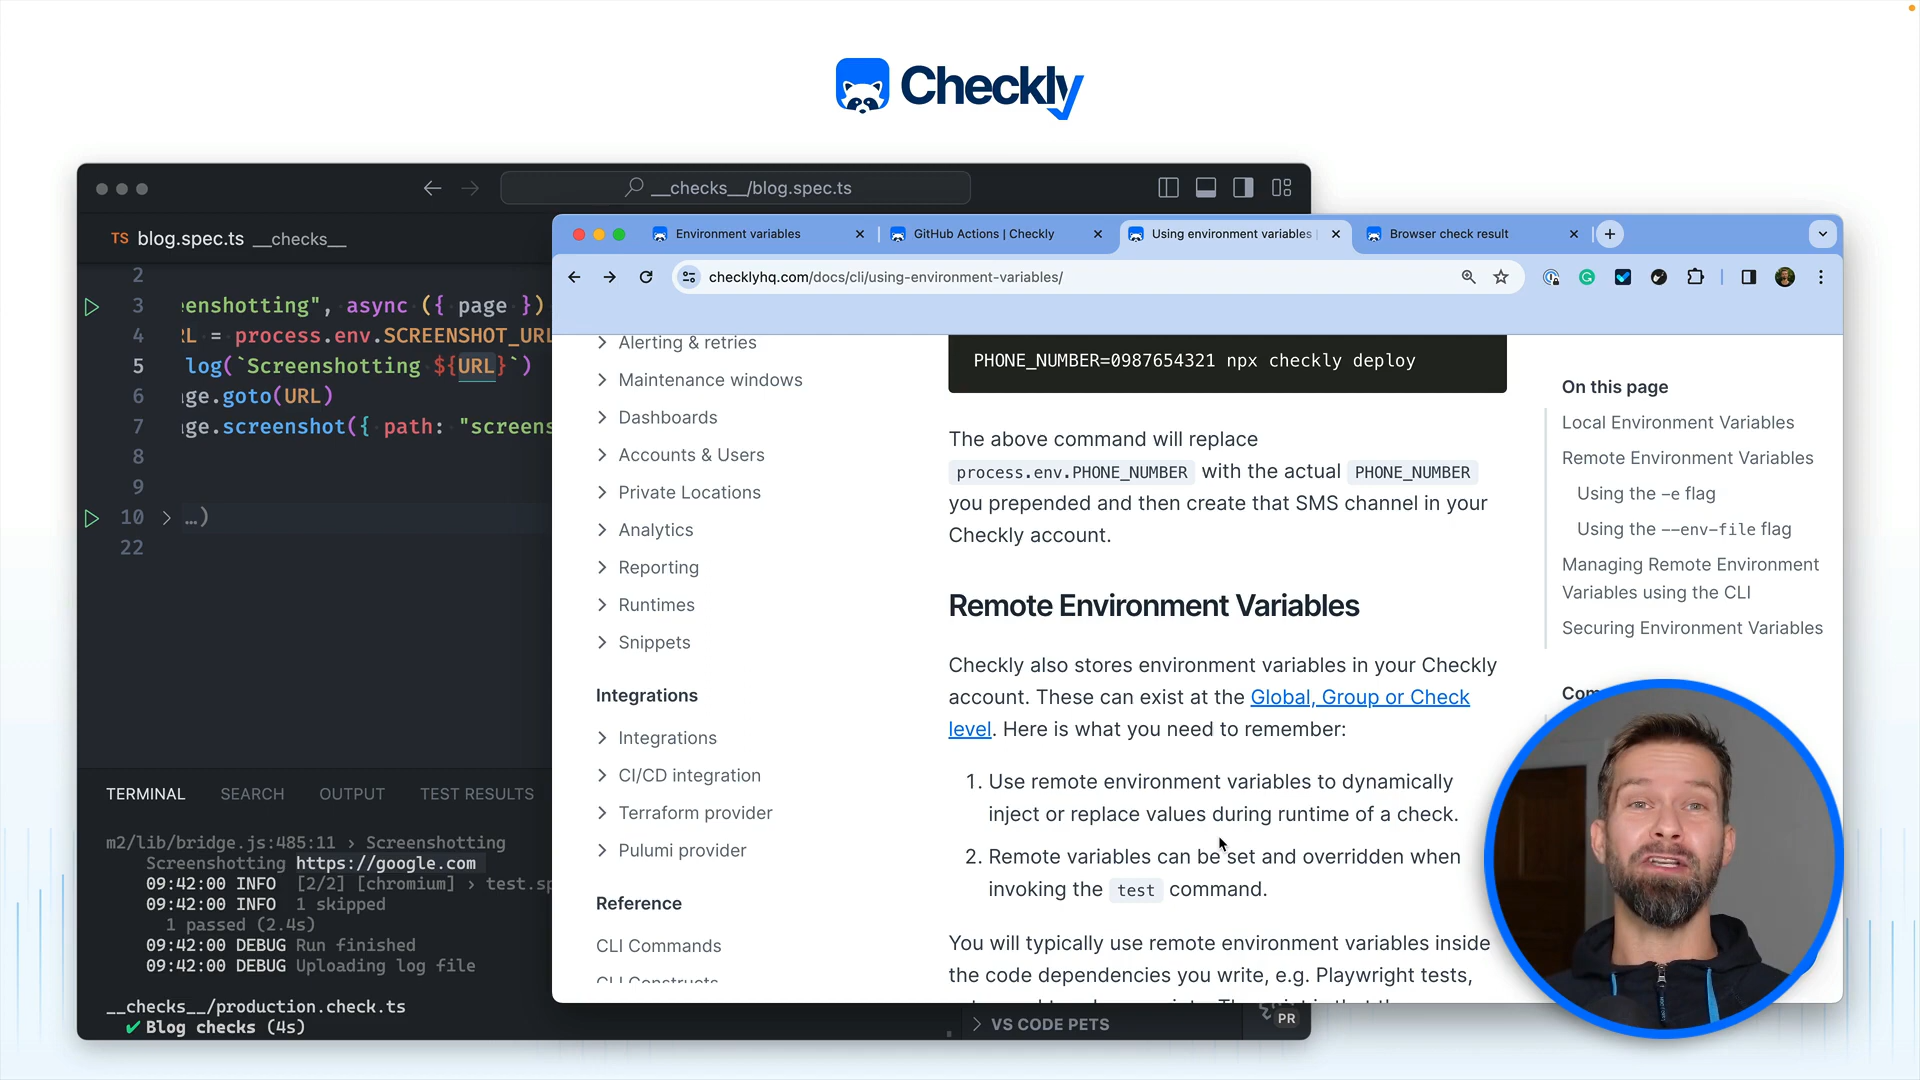 Checkly
__checks__/blog.spec.ts
TS blog.spec.ts __checks__
2
3 enshotting", async ({ page })
4 RL = process.env.SCREENSHOT_URL
5 log(`Screenshotting ${URL}`)
6 ge.goto(URL)
7 ge.screenshot({ path: "screens
8
9
10 …)
22
TERMINAL SEARCH OUTPUT TEST RESULTS
m2/lib/bridge.js:485:11 › Screenshotting
Screenshotting https://google.com
09:42:00 INFO [2/2] [chromium] › test.sp
09:42:00 INFO 1 skipped
1 passed (2.4s)
09:42:00 DEBUG Run finished
09:42:00 DEBUG Uploading log file
__checks__/production.check.ts
✔ Blog checks (4s)
VS CODE PETS
PR
Environment variables
GitHub Actions | Checkly
Using environment variables
Browser check result
checklyhq.com/docs/cli/using-environment-variables/
Alerting & retries
Maintenance windows
Dashboards
Accounts & Users
Private Locations
Analytics
Reporting
Runtimes
Snippets
Integrations
Integrations
CI/CD integration
Terraform provider
Pulumi provider
Reference
CLI Commands
CLI Constructs
PHONE_NUMBER=0987654321 npx checkly deploy
The above command will replace
process.env.PHONE_NUMBER with the actual PHONE_NUMBER
you prepended and then create that SMS channel in your
Checkly account.
Remote Environment Variables
Checkly also stores environment variables in your Checkly
account. These can exist at the Global, Group or Check
level. Here is what you need to remember:
1. Use remote environment variables to dynamically
inject or replace values during runtime of a check.
2. Remote variables can be set and overridden when
invoking the test command.
You will typically use remote environment variables inside
the code dependencies you write, e.g. Playwright tests,
On this page
Local Environment Variables
Remote Environment Variables
Using the –e flag
Using the --env-file flag
Managing Remote Environment
Variables using the CLI
Securing Environment Variables